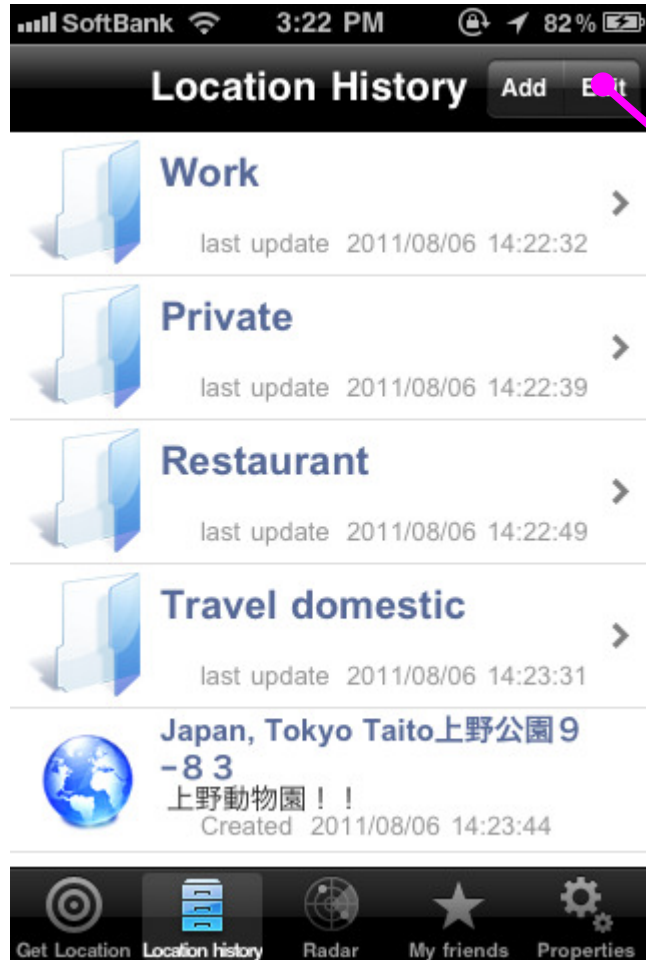 SoftBank 3:22 PM 82%
Location History Add Edit
Work
last update 2011/08/06 14:22:32
Private
last update 2011/08/06 14:22:39
Restaurant
last update 2011/08/06 14:22:49
Travel domestic
last update 2011/08/06 14:23:31
Japan, Tokyo Taito上野公園９
−８３
上野動物園！！
Created 2011/08/06 14:23:44
Get Location Location history Radar My friends Properties